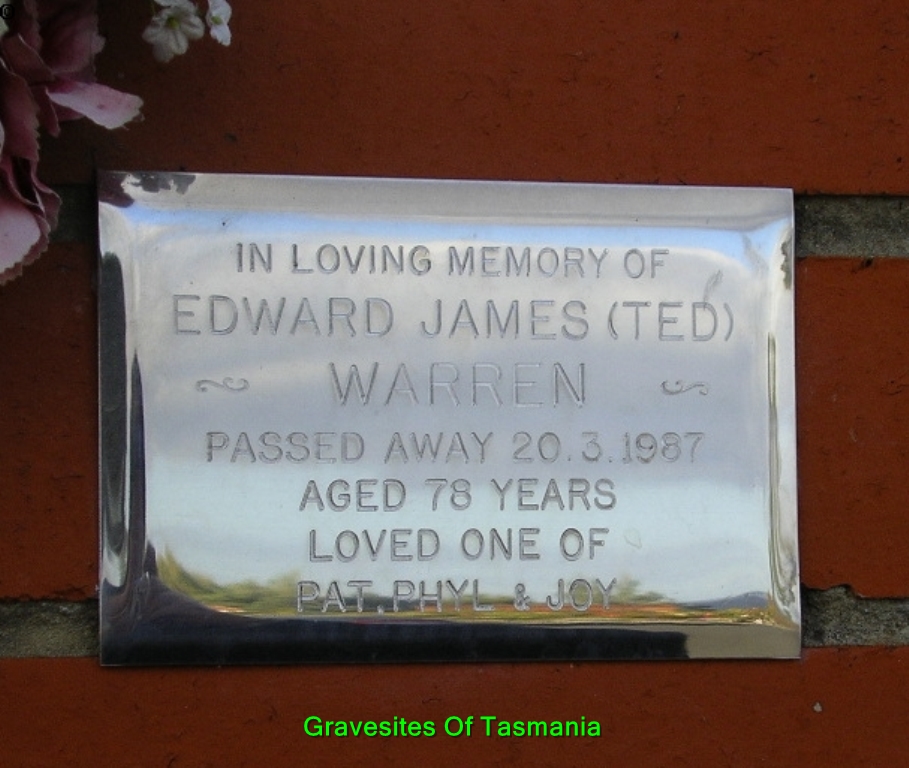 IN LOVING MEMORY OF
EDWARD JAMES (TED)
WARREN
PASSED AWAY 20.3.1987
AGED 78 YEARS
LOVED ONE OF
PAT, PHYL & JOY
Gravesites Of Tasmania